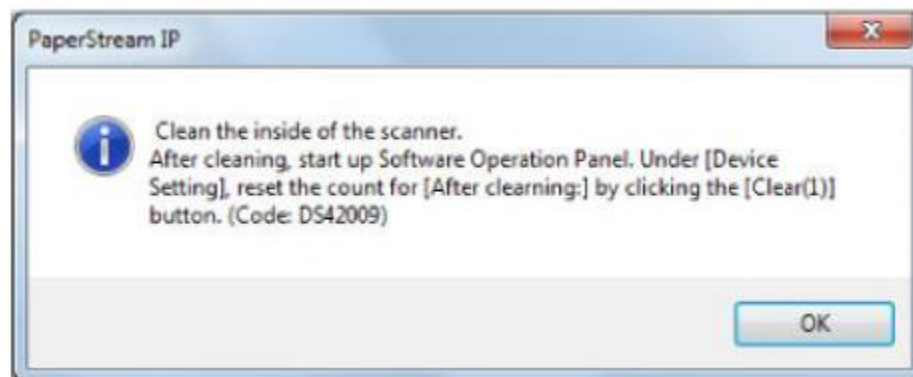 PaperStream IP
Clean the inside of the scanner.
After cleaning, start up Software Operation Panel. Under [Device
Setting], reset the count for [After clearning:] by clicking the [Clear(1)]
button. (Code: DS42009)
OK